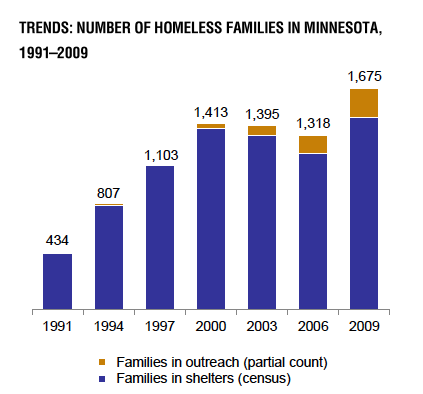 TRENDS: NUMBER OF HOMELESS FAMILIES IN MINNESOTA,
1991–2009
1,675
1,413
1,395
1,318
1,103
807
434
1991 1994 1997 2000 2003 2006 2009
Families in outreach (partial count)
Families in shelters (census)